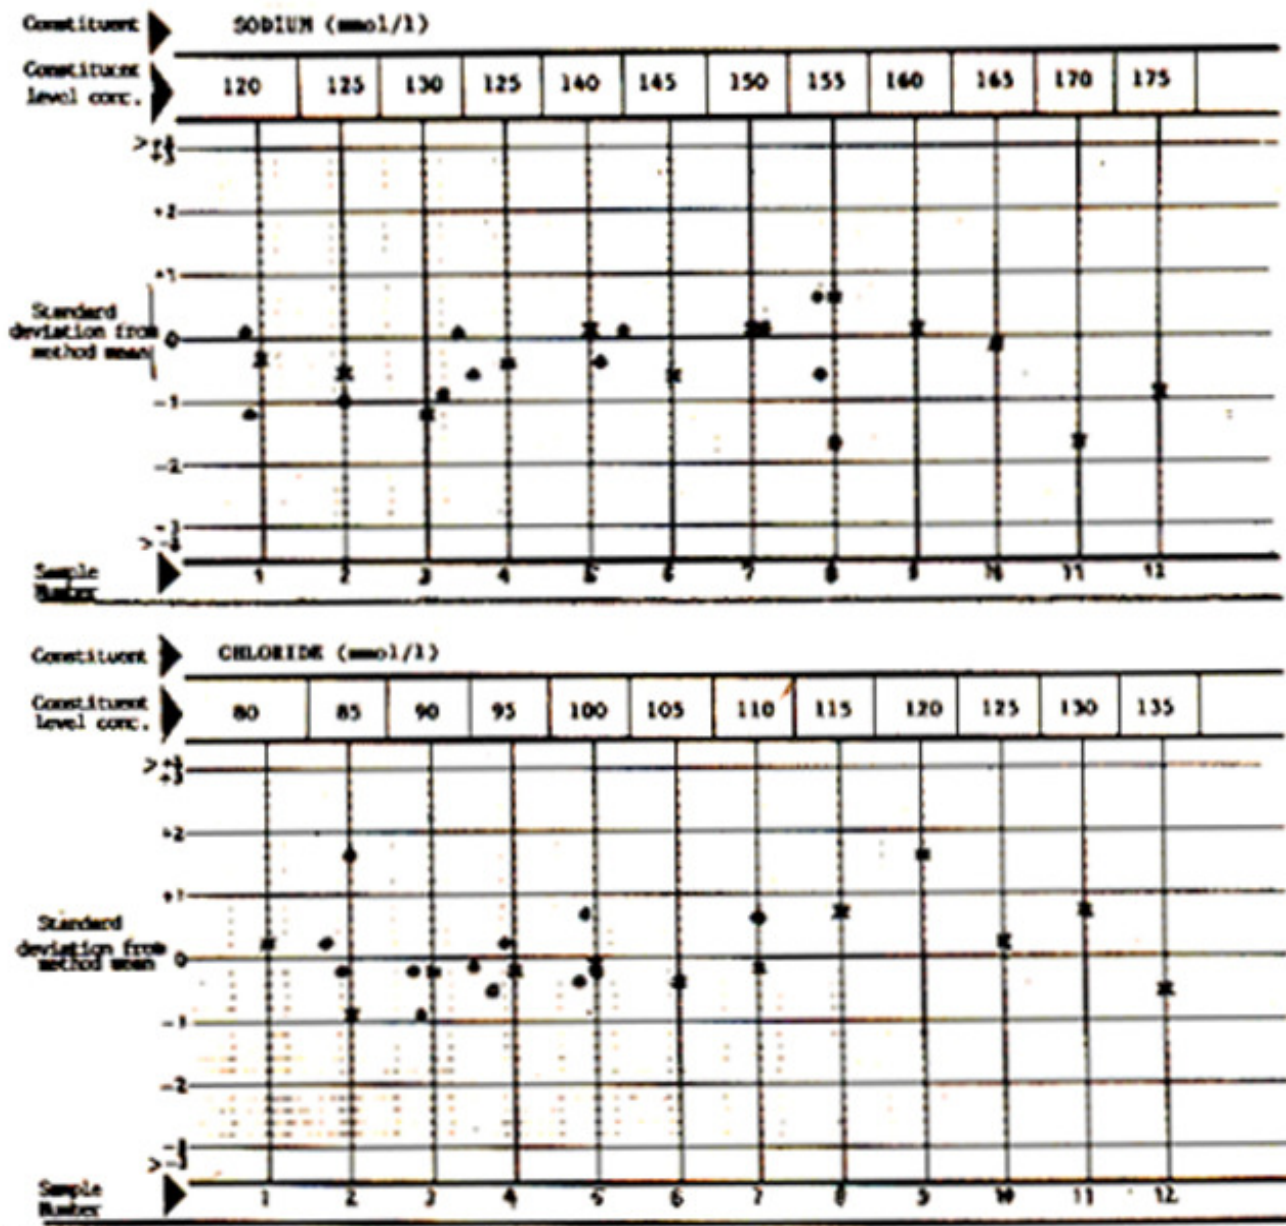 Constituent SODIUM (mmol/l)
Constituent
level conc. 120 125 130 125 140 145 150 155 160 165 170 175
+2
+1
Standard
deviation from
method mean
0
-1
-2
Sample
Number
1 2 3 4 5 6 7 8 9 10 11 12
Constituent CHLORIDE (mmol/l)
Constituent
level conc. 80 85 90 95 100 105 110 115 120 125 130 135
+3
+2
+1
Standard
deviation from
method mean
0
-1
-2
Sample
Number
1 2 3 4 5 6 7 8 9 10 11 12